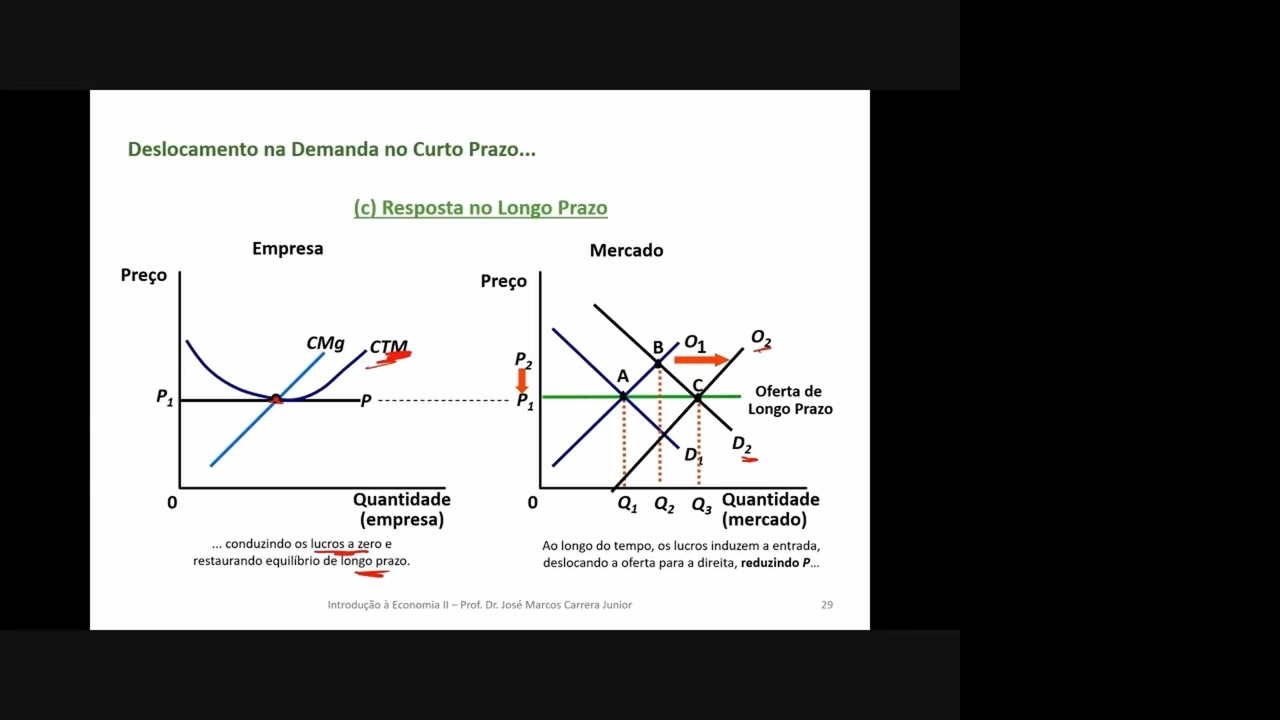 Deslocamento na Demanda no Curto Prazo...
(c) Resposta no Longo Prazo
Empresa
Preço
CMg
CTM
P1
P
0
Quantidade
(empresa)
... conduzindo os lucros a zero e
restaurando equilíbrio de longo prazo.
Mercado
Preço
P2
P1
A
B
C
O1
O2
Oferta de
Longo Prazo
D1
D2
0
Q1
Q2
Q3
Quantidade
(mercado)
Ao longo do tempo, os lucros induzem a entrada,
deslocando a oferta para a direita, reduzindo P...
Introdução à Economia II – Prof. Dr. José Marcos Carrera Junior
29